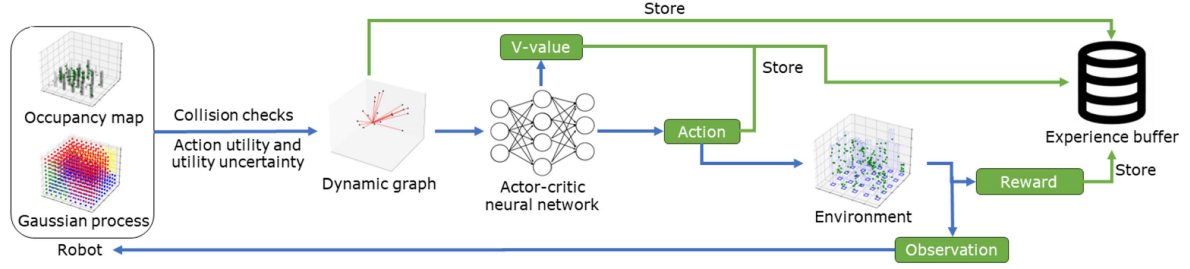 Store
V-value
Store
Occupancy map
Collision checks
Action utility and
utility uncertainty
Action
Experience buffer
Dynamic graph
Actor-critic
neural network
Store
Reward
Gaussian process
Environment
Robot
Observation